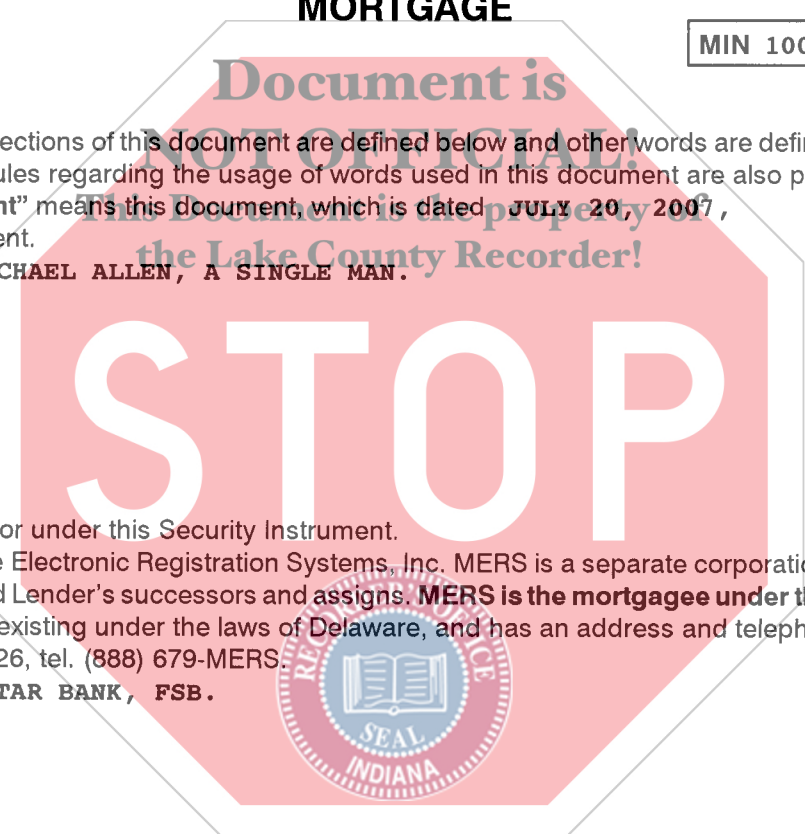 MORTGAGE
MIN 100
Document is
ections of this document are defined below and other words are defin
NOT OFFICIAL!
ules regarding the usage of words used in this document are also p
nt” means this Document, which is dated JULY 20, 2007,
This Document is the property of
ent.
the Lake County Recorder!
CHAEL ALLEN, A SINGLE MAN.
STOP
or under this Security Instrument.
e Electronic Registration Systems, Inc. MERS is a separate corporatio
d Lender’s successors and assigns. MERS is the mortgagee under th
existing under the laws of Delaware, and has an address and teleph
26, tel. (888) 679-MERS.
TAR BANK, FSB.
RECORDER'S OFFICE
SEAL
INDIANA